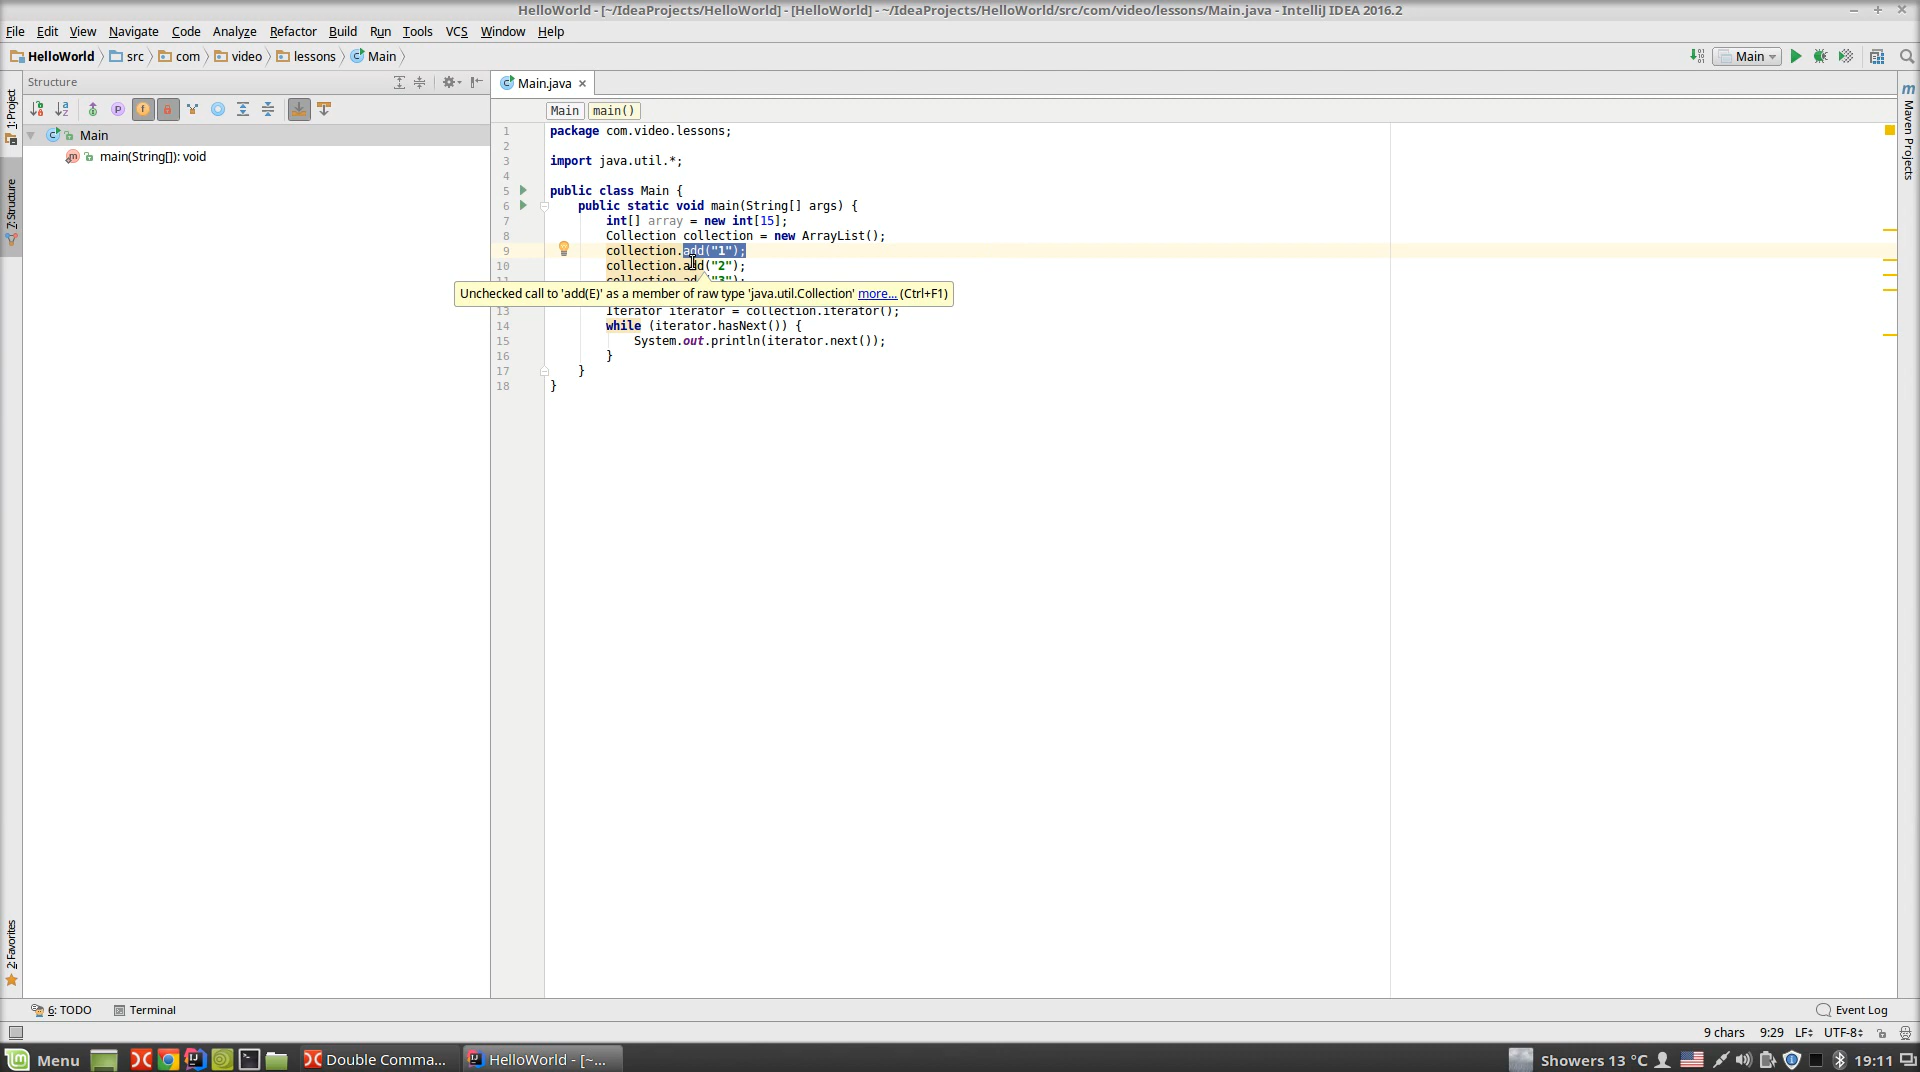 HelloWorld - [~/IdeaProjects/HelloWorld] - [HelloWorld] - ~/IdeaProjects/HelloWorld/src/com/video/lessons/Main.java - IntelliJ IDEA 2016.2
File Edit View Navigate Code Analyze Refactor Build Run Tools VCS Window Help
HelloWorld src com video lessons Main
Main
Structure
Main.java
Main main()
Main
main(String[]): void
1: Project
7: Structure
2: Favorites
Maven Projects
1 package com.video.lessons;
2
3 import java.util.*;
4
5 public class Main {
6 public static void main(String[] args) {
7 int[] array = new int[15];
8 Collection collection = new ArrayList();
9 collection.add("1");
10 collection.add("2");
Unchecked call to 'add(E)' as a member of raw type 'java.util.Collection' more... (Ctrl+F1)
13 Iterator iterator = collection.iterator();
14 while (iterator.hasNext()) {
15 System.out.println(iterator.next());
16 }
17 }
18 }
6: TODO Terminal
Event Log
9 chars 9:29 LF UTF-8
Menu Double Comma... HelloWorld - [~... Showers 13 °C 19:11